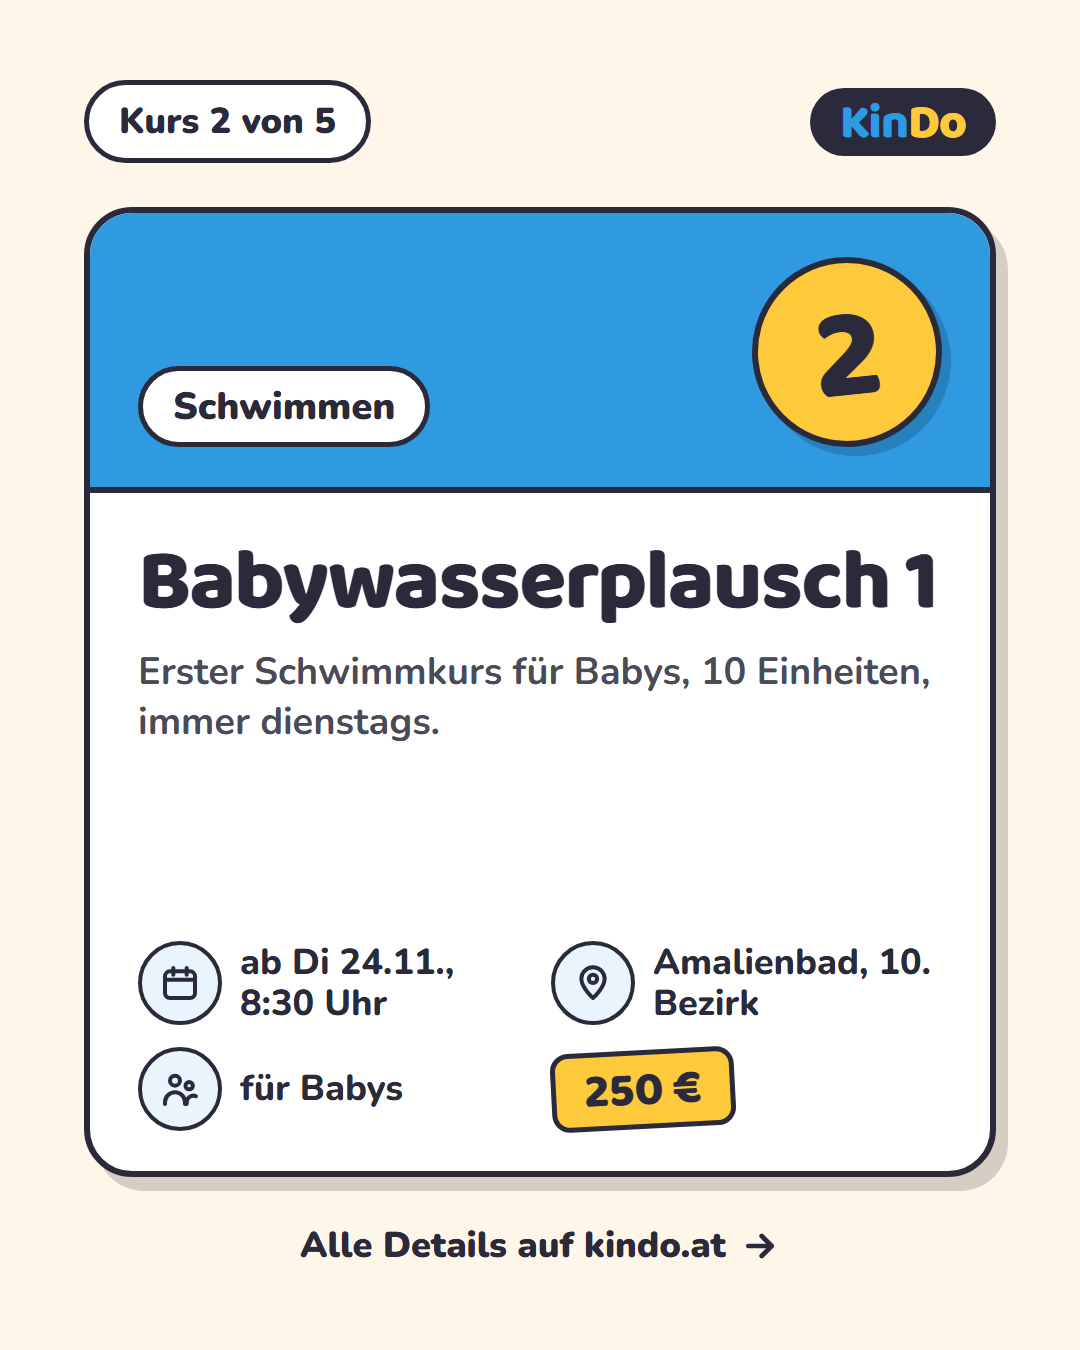 Kurs 2 von 5
KinDo
2
Schwimmen
Babywasserplausch 1
Erster Schwimmkurs für Babys, 10 Einheiten,
immer dienstags.
ab Di 24.11.,
8:30 Uhr
Amalienbad, 10.
Bezirk
für Babys
250 €
Alle Details auf kindo.at →